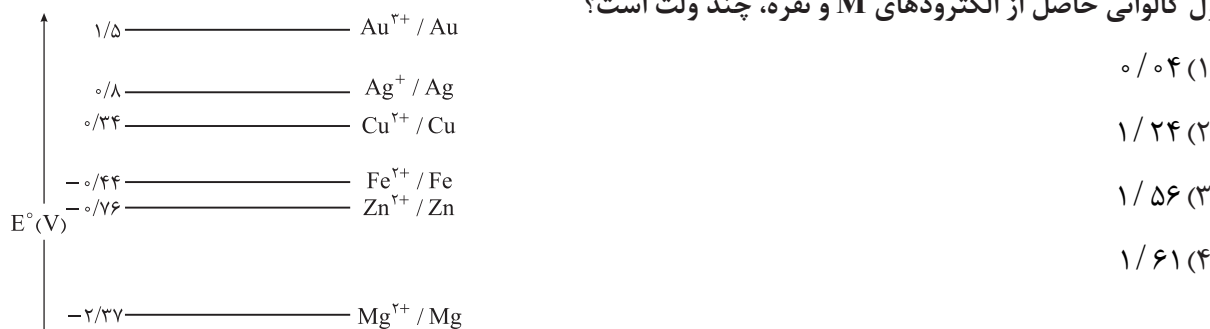 ول گالوانی حاصل از الکترودهای M و نقره، چند ولت است؟
۱) ۰/۰۴
۲) ۱/۲۴
۳) ۱/۵۶
۴) ۱/۶۱
۱/۵ Au³⁺ / Au
۰/۸ Ag⁺ / Ag
۰/۳۴ Cu²⁺ / Cu
−۰/۴۴ Fe²⁺ / Fe
−۰/۷۶ Zn²⁺ / Zn
E°(V)
−۲/۳۷ Mg²⁺ / Mg